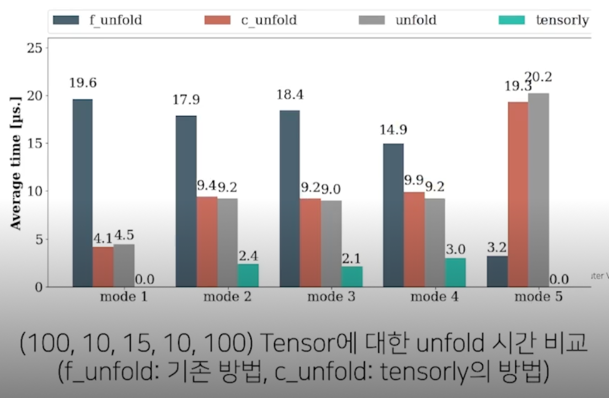 f_unfold c_unfold unfold tensorly
Average time [µs.]
25
20
15
10
5
0
19.6 4.1 4.5 0.0
17.9 9.4 9.2 2.4
18.4 9.2 9.0 2.1
14.9 9.9 9.2 3.0
3.2 19.3 20.2 0.0
mode 1 mode 2 mode 3 mode 4 mode 5
(100, 10, 15, 10, 100) Tensor에 대한 unfold 시간 비교
(f_unfold: 기존 방법, c_unfold: tensorly의 방법)